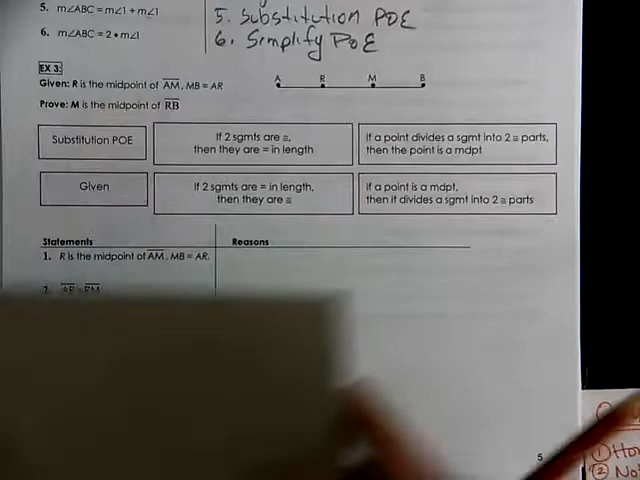 5. m∠ABC = m∠1 + m∠1
5. Substitution POE
6. m∠ABC = 2 • m∠1
6. Simplify PoE
EX 3:
Given: R is the midpoint of AM, MB = AR
A R M B
Prove: M is the midpoint of RB
Substitution POE
If 2 sgmts are ≅,
then they are = in length
If a point divides a sgmt into 2 ≅ parts,
then the point is a mdpt
Given
If 2 sgmts are = in length,
then they are ≅
If a point is a mdpt,
then it divides a sgmt into 2 ≅ parts
Statements
Reasons
1. R is the midpoint of AM, MB = AR.
5
① How
② No